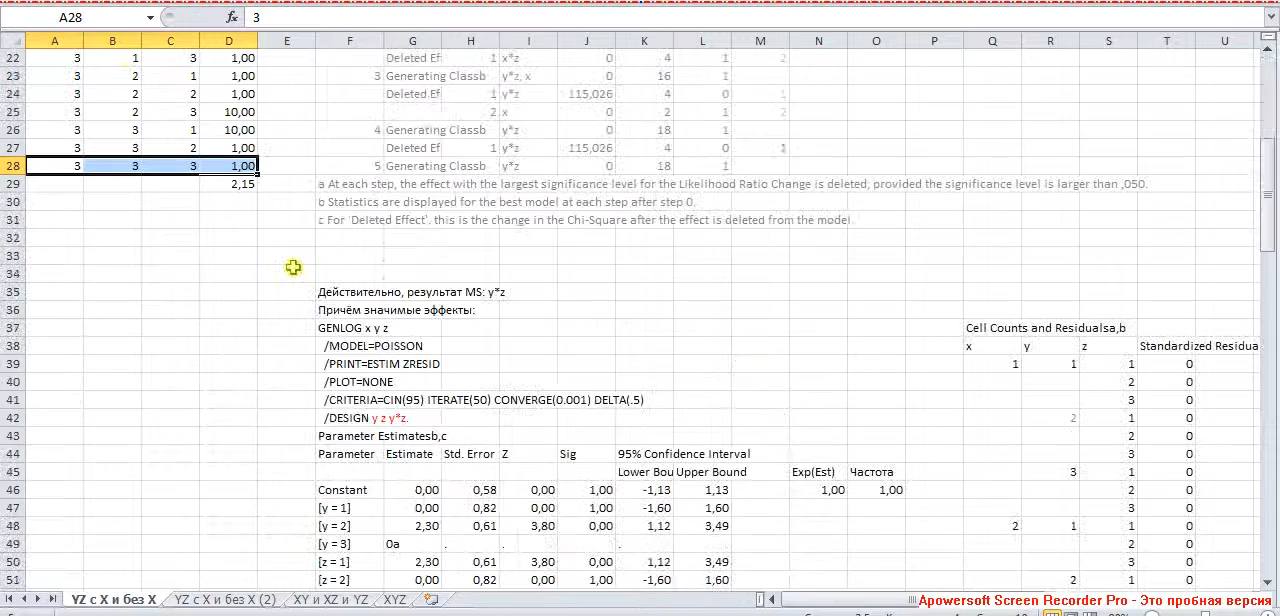 A28 fx 3
A B C D E F G H I J K L M N O P Q R S T U
22 3 1 3 1,00 Deleted Ef 1 x*z 0 4 1 2
23 3 2 1 1,00 3 Generating Classb y*z, x 0 16 1
24 3 2 2 1,00 Deleted Ef 1 y*z 115,026 4 0 1
25 3 2 3 10,00 2 x 0 2 1 2
26 3 3 1 10,00 4 Generating Classb y*z 0 18 1
27 3 3 2 1,00 Deleted Ef 1 y*z 115,026 4 0 1
28 3 3 3 1,00 5 Generating Classb y*z 0 18 1
29 2,15 a At each step, the effect with the largest significance level for the Likelihood Ratio Change is deleted, provided the significance level is larger than ,050.
30 b Statistics are displayed for the best model at each step after step 0.
31 c For 'Deleted Effect', this is the change in the Chi-Square after the effect is deleted from the model.
32
33
34
35 Действительно, результат MS: y*z
36 Причём значимые эффекты:
37 GENLOG x y z Cell Counts and Residualsa,b
38 /MODEL=POISSON x y z Standardized Residua
39 /PRINT=ESTIM ZRESID 1 1 1 0
40 /PLOT=NONE 2 0
41 /CRITERIA=CIN(95) ITERATE(50) CONVERGE(0.001) DELTA(.5) 3 0
42 /DESIGN y z y*z. 2 1 0
43 Parameter Estimatesb,c 2 0
44 Parameter Estimate Std. Error Z Sig 95% Confidence Interval 3 0
45 Lower Bou Upper Bound Exp(Est) Частота 3 1 0
46 Constant 0,00 0,58 0,00 1,00 -1,13 1,13 1,00 1,00 2 0
47 [y = 1] 0,00 0,82 0,00 1,00 -1,60 1,60 3 0
48 [y = 2] 2,30 0,61 3,80 0,00 1,12 3,49 2 1 1 0
49 [y = 3] 0a . . . 2 0
50 [z = 1] 2,30 0,61 3,80 0,00 1,12 3,49 3 0
51 [z = 2] 0,00 0,82 0,00 1,00 -1,60 1,60 2 1 0
YZ с X и без X YZ с X и без X (2) XY и XZ и YZ XYZ
Apowersoft Screen Recorder Pro - Это пробная версия